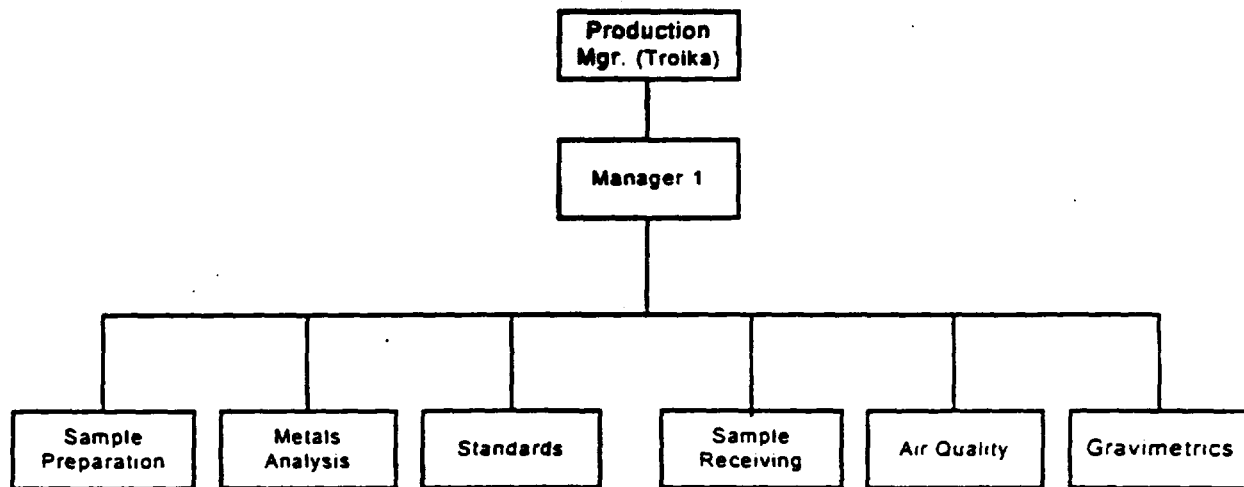 Production
Mgr. (Troika)
Manager 1
Sample
Preparation
Metals
Analysis
Standards
Sample
Receiving
Air Quality
Gravimetrics